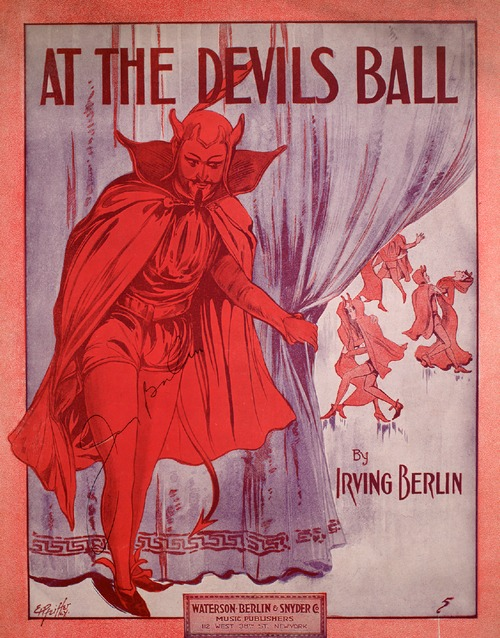 AT THE DEVILS BALL
By
IRVING BERLIN
5
WATERSON·BERLIN & SNYDER Co
MUSIC PUBLISHERS
112 WEST 38TH ST. NEW YORK